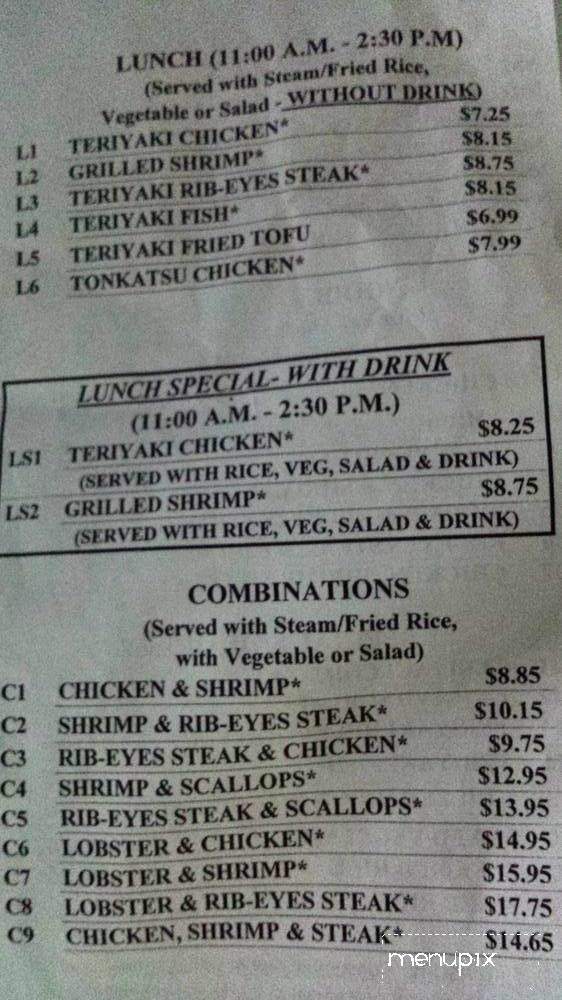 LUNCH (11:00 A.M. - 2:30 P.M)
(Served with Steam/Fried Rice,
Vegetable or Salad - WITHOUT DRINK)
L1 TERIYAKI CHICKEN* $7.25
L2 GRILLED SHRIMP* $8.15
L3 TERIYAKI RIB-EYES STEAK* $8.75
L4 TERIYAKI FISH* $8.15
L5 TERIYAKI FRIED TOFU $6.99
L6 TONKATSU CHICKEN* $7.99
LUNCH SPECIAL- WITH DRINK
(11:00 A.M. - 2:30 P.M.)
LS1 TERIYAKI CHICKEN* $8.25
(SERVED WITH RICE, VEG, SALAD & DRINK)
LS2 GRILLED SHRIMP* $8.75
(SERVED WITH RICE, VEG, SALAD & DRINK)
COMBINATIONS
(Served with Steam/Fried Rice,
with Vegetable or Salad)
C1 CHICKEN & SHRIMP* $8.85
C2 SHRIMP & RIB-EYES STEAK* $10.15
C3 RIB-EYES STEAK & CHICKEN* $9.75
C4 SHRIMP & SCALLOPS* $12.95
C5 RIB-EYES STEAK & SCALLOPS* $13.95
C6 LOBSTER & CHICKEN* $14.95
C7 LOBSTER & SHRIMP* $15.95
C8 LOBSTER & RIB-EYES STEAK* $17.75
C9 CHICKEN, SHRIMP & STEAK* $14.65
menupix